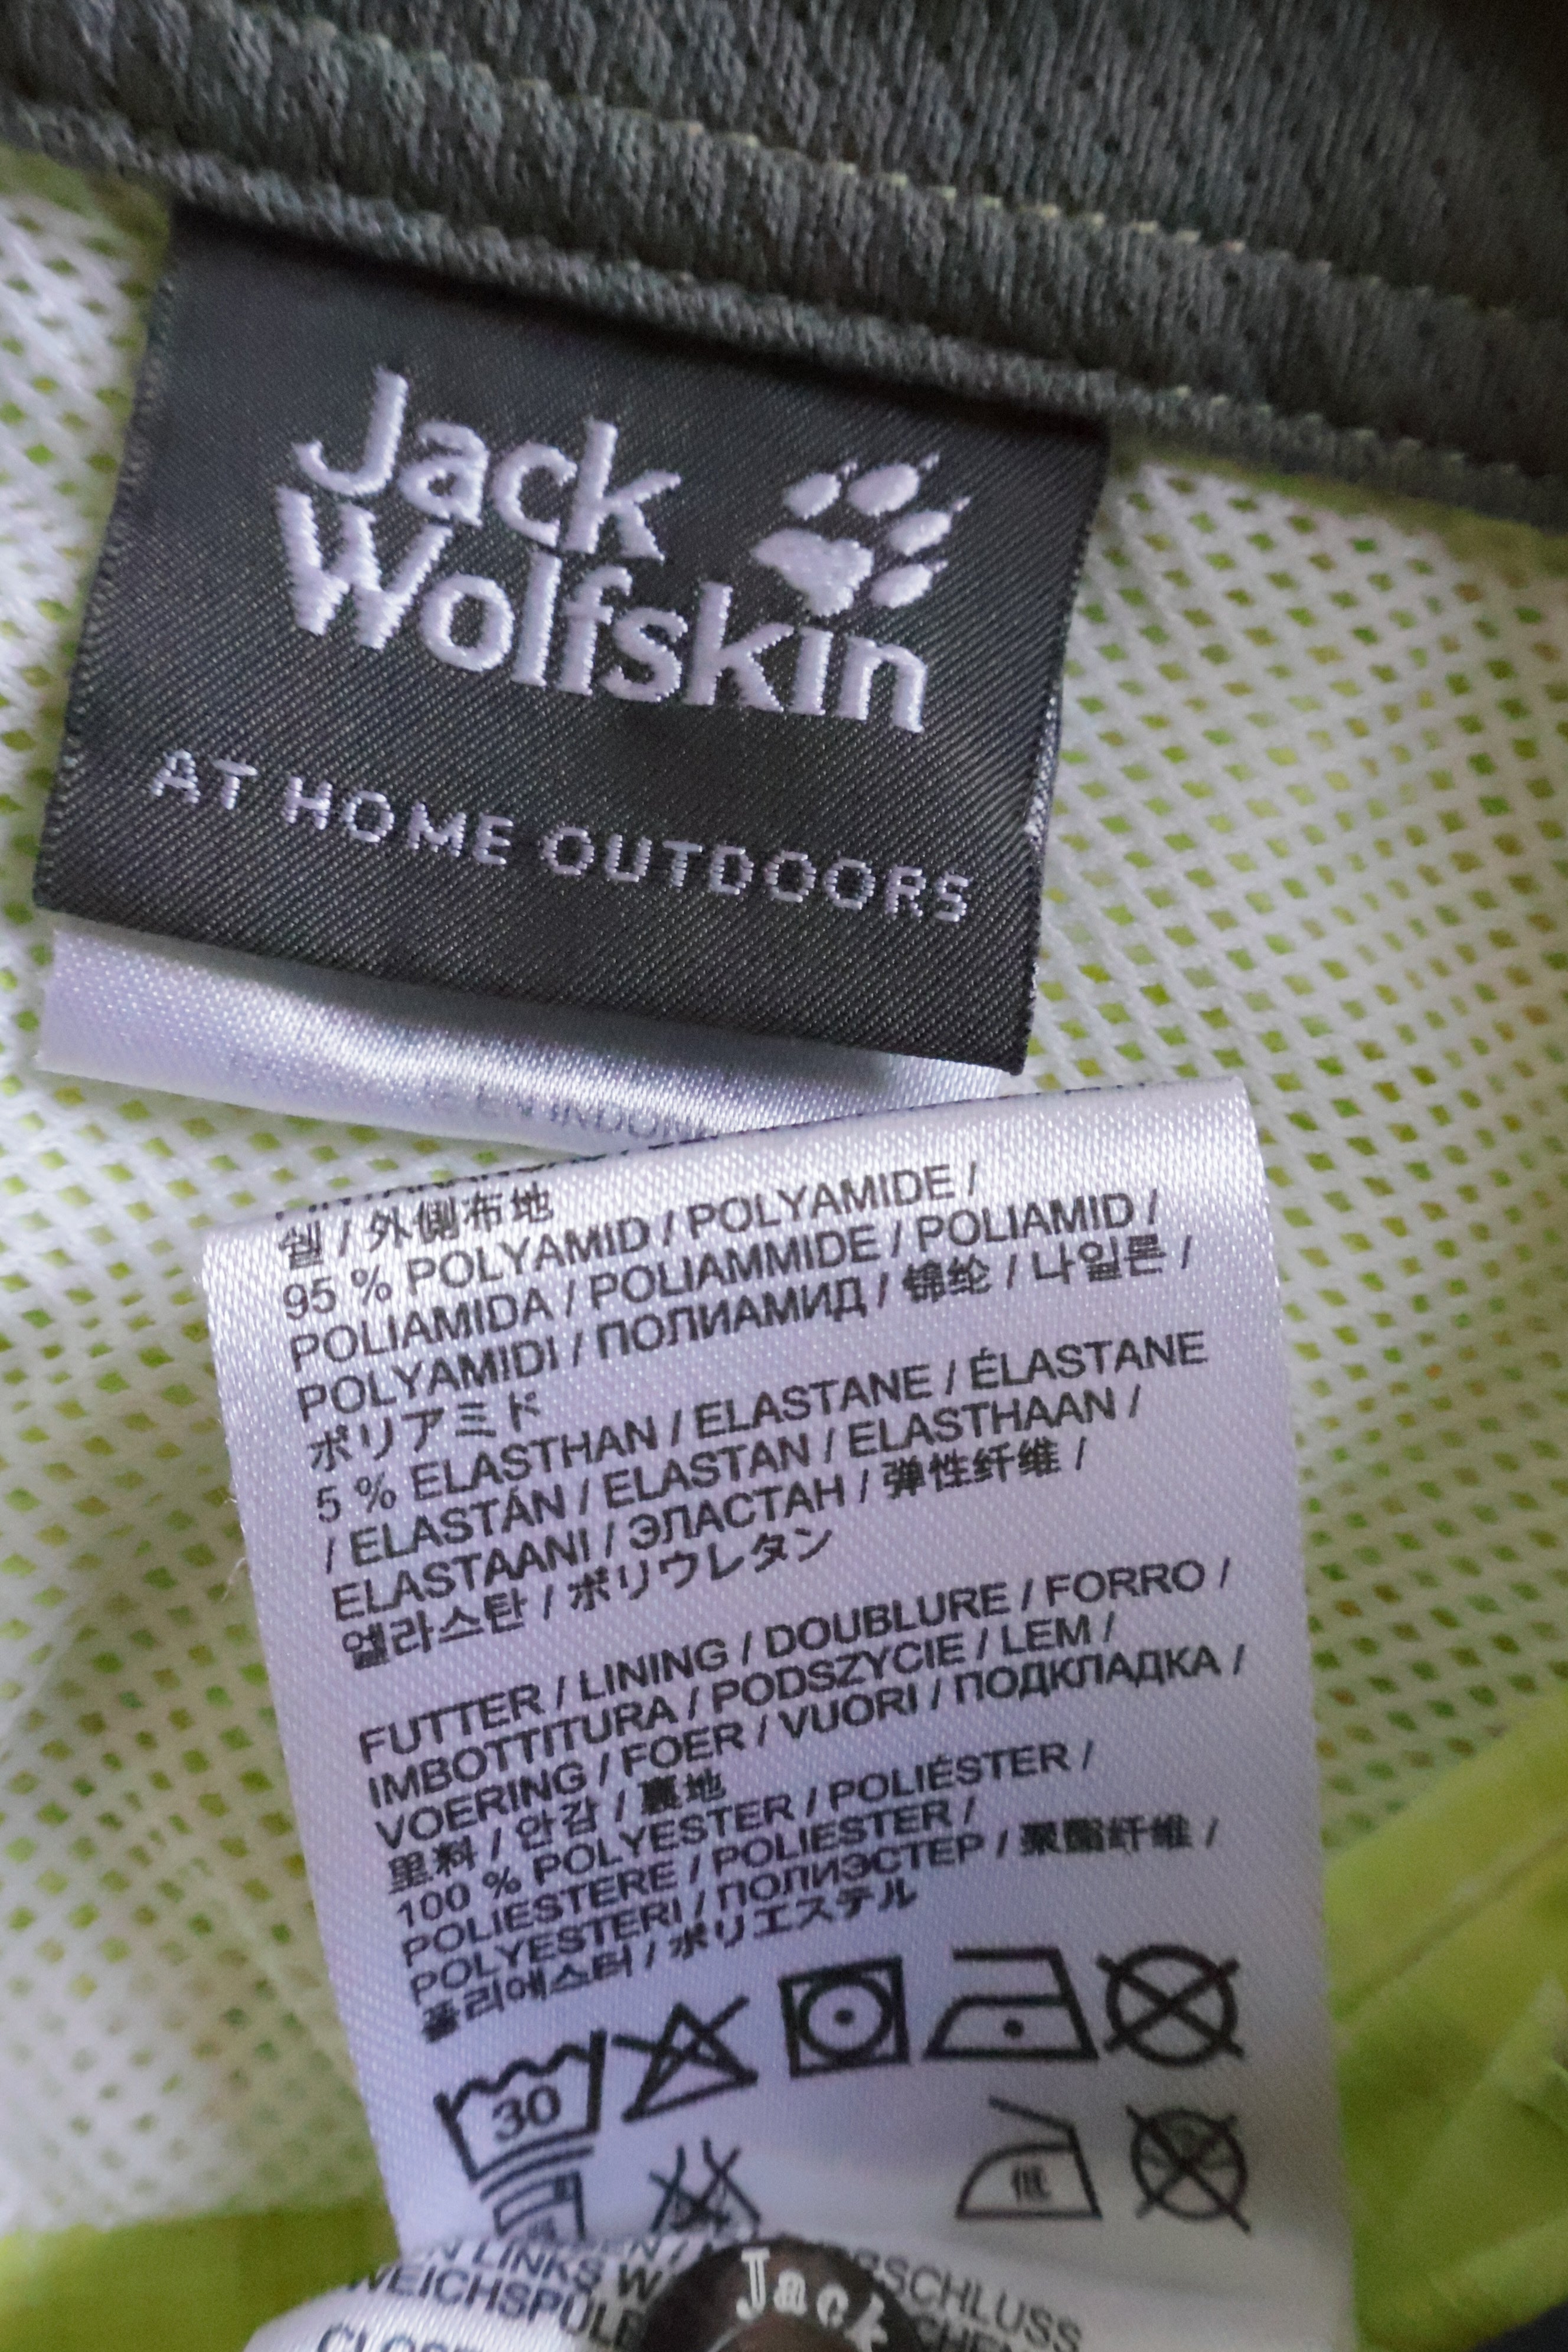 Jack
Wolfskin
AT HOME OUTDOORS
쉘 / 外側布地
95 % POLYAMID / POLYAMIDE /
POLIAMIDA / POLIAMMIDE / POLIAMID /
POLYAMIDI / ПОЛИАМИД / 锦纶 / 나일론 /
ポリアミド
5 % ELASTHAN / ELASTANE / ÉLASTANE
/ ELASTÁN / ELASTAN / ELASTHAAN /
ELASTAANI / ЭЛАСТАН / 弹性纤维 /
엘라스탄 / ポリウレタン
FUTTER / LINING / DOUBLURE / FORRO /
IMBOTTITURA / PODSZYCIE / LEM /
VOERING / FOER / VUORI / ПОДКЛАДКА /
里料 / 안감 / 裏地
100 % POLYESTER / POLIÉSTER /
POLIESTERE / POLIESTER /
POLYESTERI / ПОЛИЭСТЕР / 聚酯纤维 /
폴리에스터 / ポリエステル
30
低
LINKS
Jack